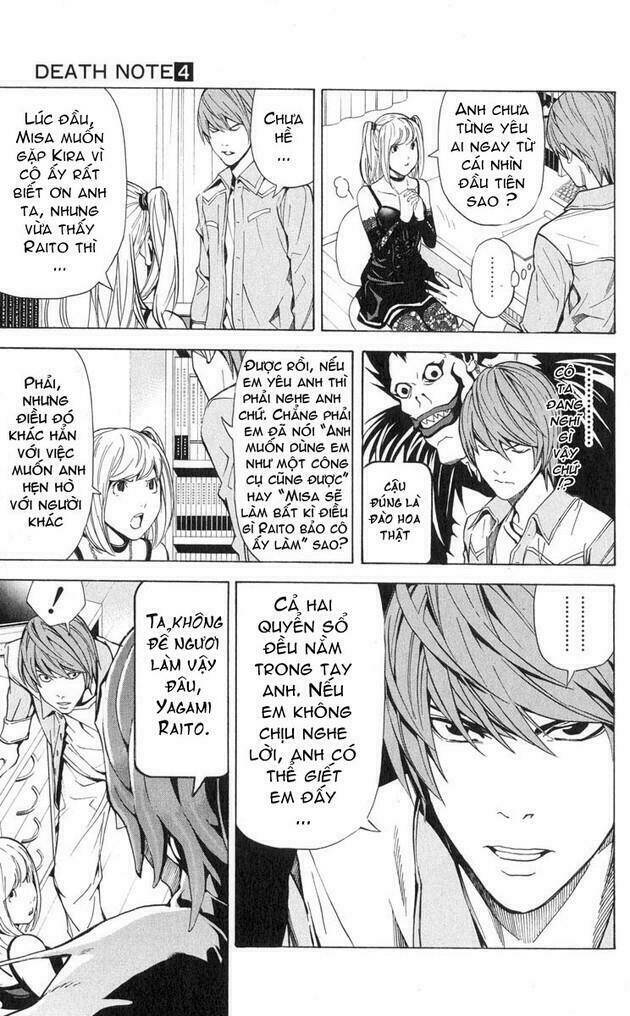 DEATH NOTE 4
ANH CHƯA
TỪNG YÊU
AI NGAY TỪ
CÁI NHÌN
ĐẦU TIÊN
SAO ?
......
CHƯA
HỀ
...
LÚC ĐẦU,
MISA MUỐN
GẶP KIRA VÌ
CÔ ẤY RẤT
BIẾT ƠN ANH
TA, NHƯNG
VỪA THẤY
RAITO THÌ
...
.........
CÔ
TA
ĐANG
NGHĨ
GÌ
VẬY
CHỨ
!?
CẬU
ĐÚNG LÀ
ĐÀO HOA
THẬT
ĐƯỢC RỒI, NẾU
EM YÊU ANH THÌ
PHẢI NGHE ANH
CHỨ. CHẲNG PHẢI
EM ĐÃ NÓI "ANH
MUỐN DÙNG EM
NHƯ MỘT CÔNG
CỤ CŨNG ĐƯỢC"
HAY "MISA SẼ
LÀM BẤT KÌ ĐIỀU
GÌ RAITO BẢO CÔ
ẤY LÀM" SAO?
PHẢI,
NHƯNG
ĐIỀU ĐÓ
KHÁC HẲN
VỚI VIỆC
MUỐN ANH
HẸN HÒ
VỚI NGƯỜI
KHÁC
......
CẢ HAI
QUYỂN SỔ
ĐỀU NẰM
TRONG TAY
ANH. NẾU
EM KHÔNG
CHỊU NGHE
LỜI, ANH CÓ
THỂ GIẾT
EM ĐẤY
...
TA KHÔNG
ĐỂ NGƯƠI
LÀM VẬY
ĐÂU,
YAGAMI
RAITO.
!